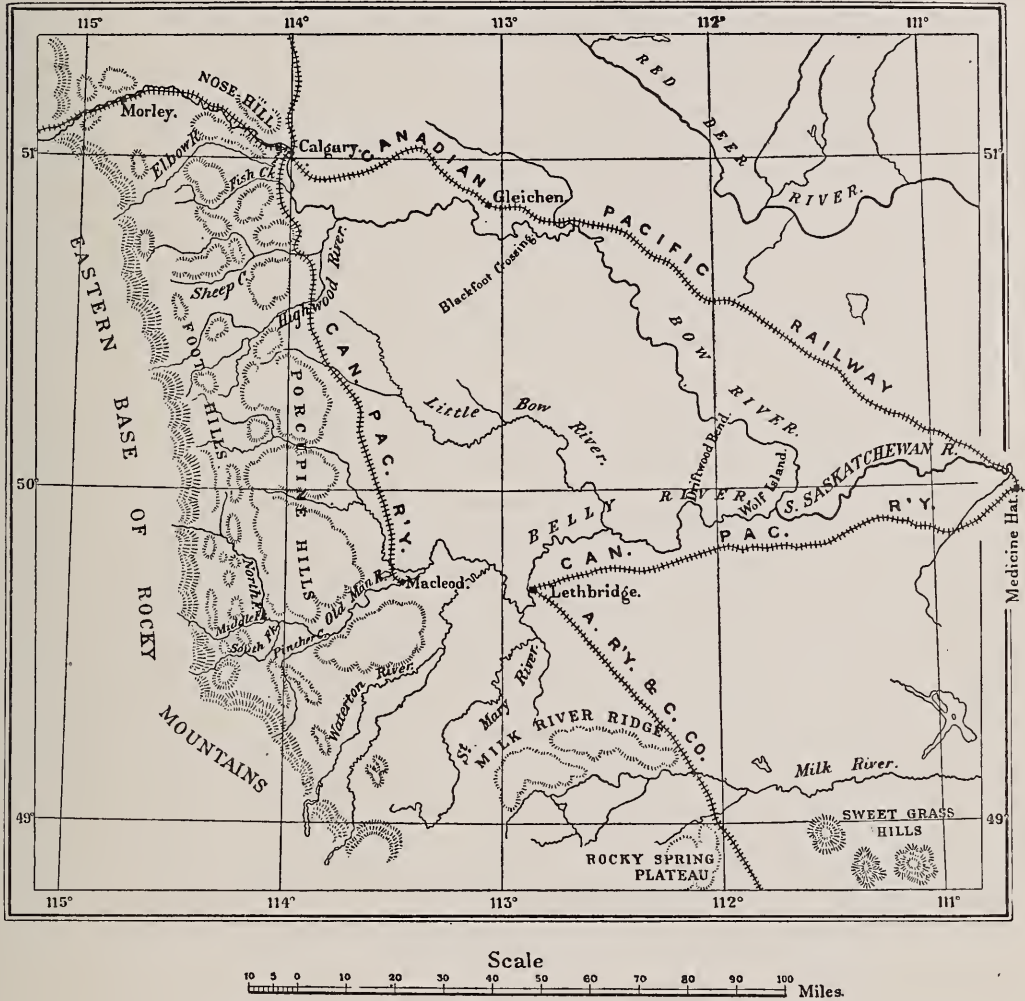 115° 114° 113° 112° 111°
NOSE HILL
Morley.
RED DEER RIVER.
51° 51°
Elbow R.
Calgury.
CANADIAN PACIFIC RAILWAY
Fish Ck.
Gleichen
Blackfoot Crossing.
EASTERN BASE OF ROCKY MOUNTAINS
Sheep C.
Highwood River.
FOOT HILLS
CAN. PAC. R'Y.
PORCUPINE HILLS
BOW RIVER.
Little Bow River.
Driftwood Bend.
Wolf Island.
S. SASKATCHEWAN R.
50° 50°
BELLY RIVER
CAN. PAC. R'Y.
Medicine Hat.
North Fk.
Middle Fk.
South Fk.
Pincher C.
Old Man R.
Macleod.
Lethbridge.
A. R'Y. & C. CO.
Waterton River.
St. Mary River.
MILK RIVER RIDGE
Milk River.
49° 49°
SWEET GRASS
HILLS
ROCKY SPRING
PLATEAU
115° 114° 113° 112° 111°
Scale
10 5 0 10 20 30 40 50 60 70 80 90 100 Miles.